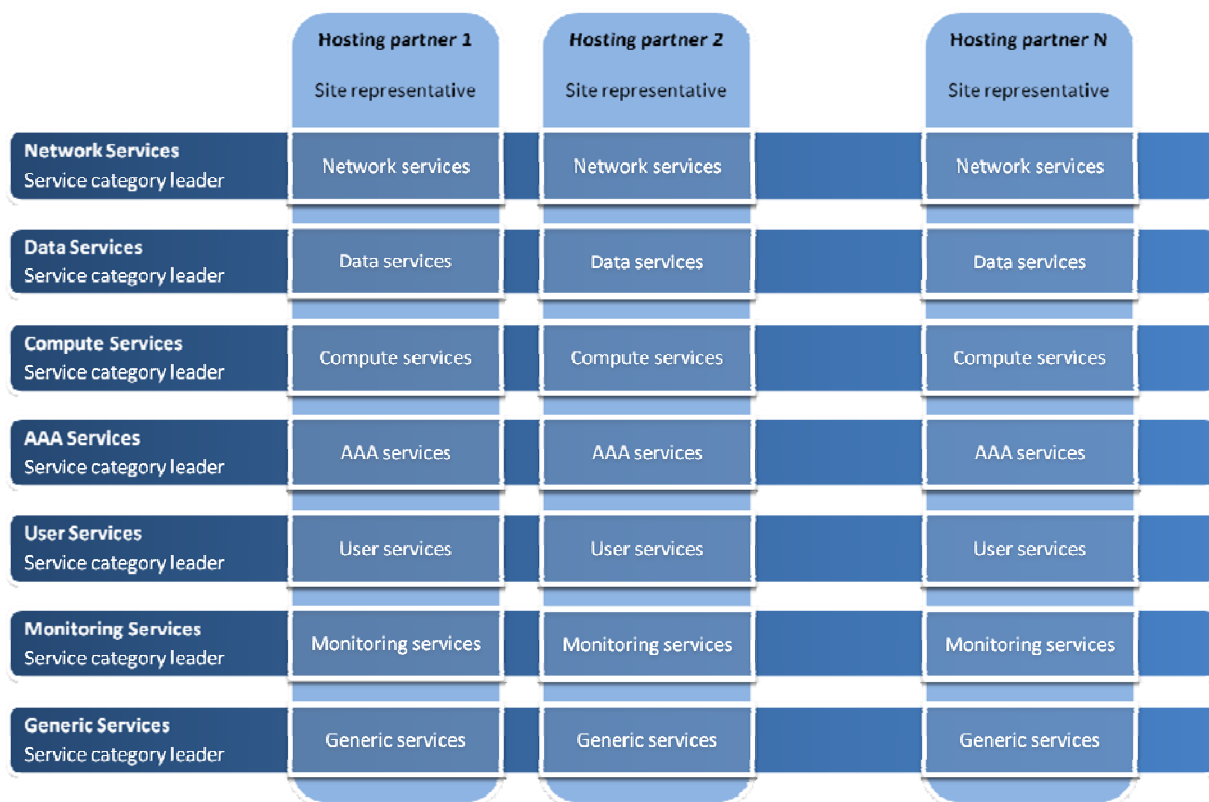 Hosting partner 1 Hosting partner 2 Hosting partner N
Site representative Site representative Site representative
Network Services
Service category leader
Network services Network services Network services
Data Services
Service category leader
Data services Data services Data services
Compute Services
Service category leader
Compute services Compute services Compute services
AAA Services
Service category leader
AAA services AAA services AAA services
User Services
Service category leader
User services User services User services
Monitoring Services
Service category leader
Monitoring services Monitoring services Monitoring services
Generic Services
Service category leader
Generic services Generic services Generic services